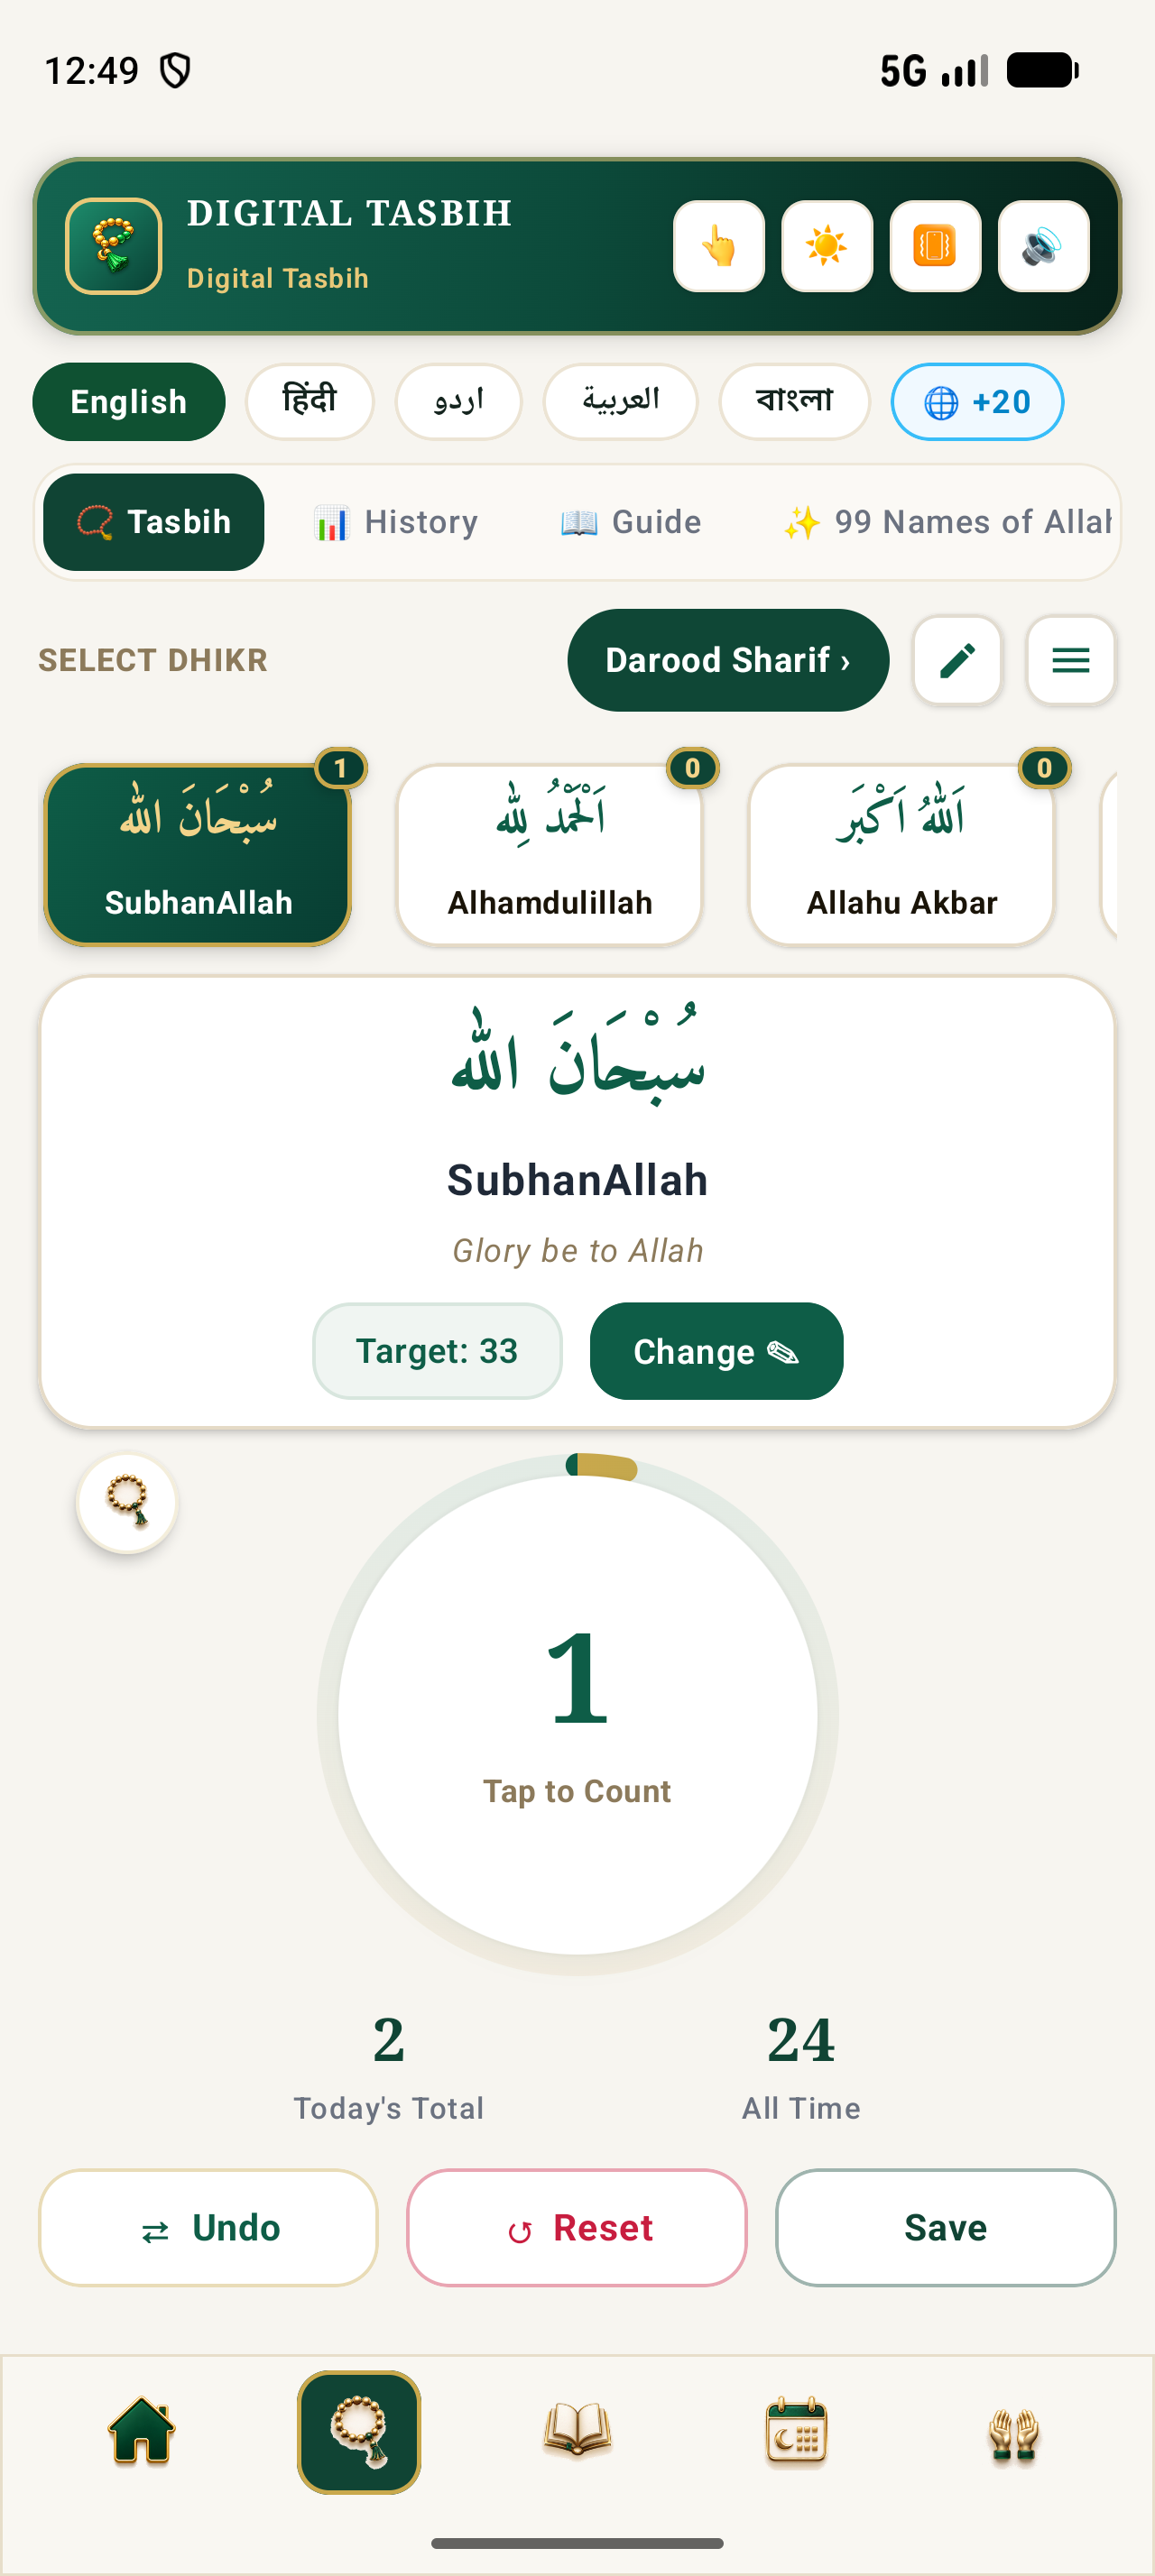 12:49
5G
DIGITAL TASBIH
Digital Tasbih
English हिंदी اردو العربية বাংলা +20
Tasbih History Guide 99 Names of Allah
SELECT DHIKR Darood Sharif ›
1 0 0
سُبْحَانَ اللّٰه اَلْحَمْدُ لِلّٰه اَللّٰهُ اَكْبَر
SubhanAllah Alhamdulillah Allahu Akbar
سُبْحَانَ اللّٰه
SubhanAllah
Glory be to Allah
Target: 33 Change ✎
1
Tap to Count
2 24
Today's Total All Time
⇄ Undo ↺ Reset Save